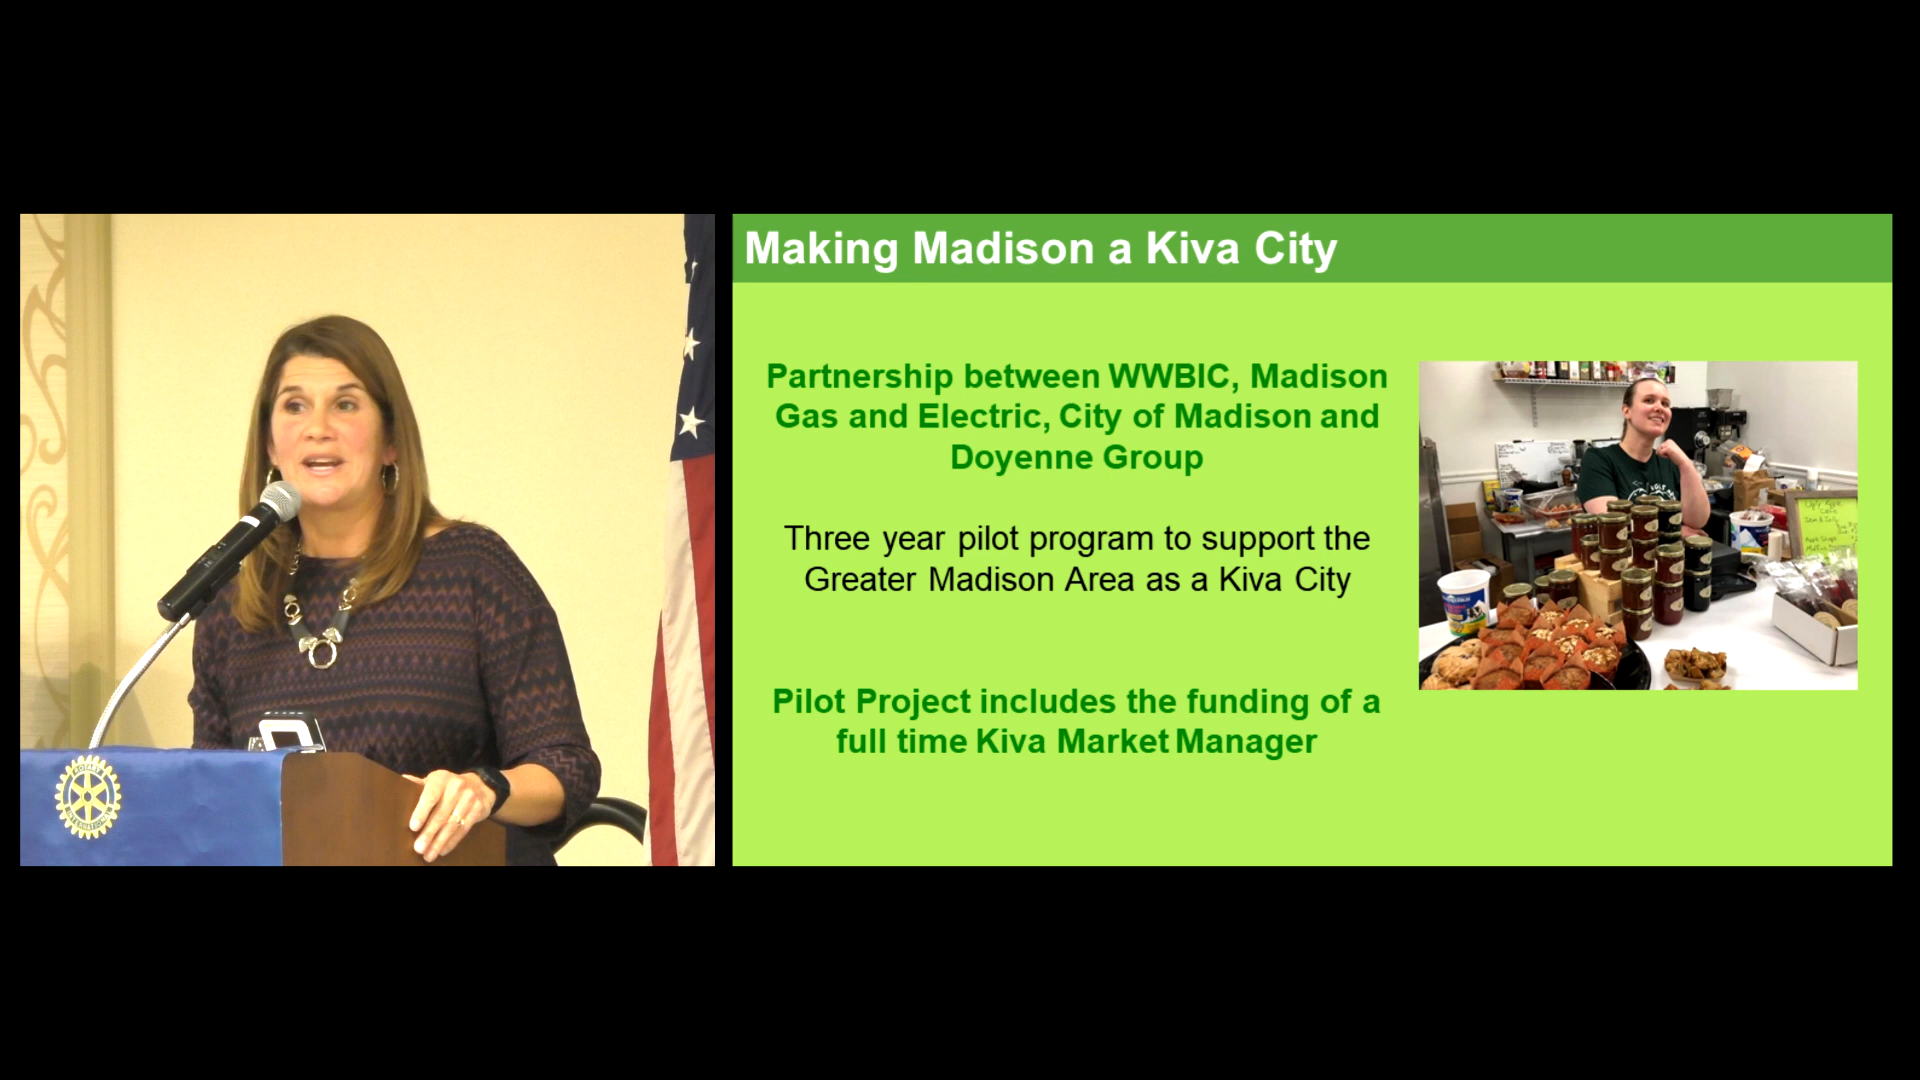 Making Madison a Kiva City
Partnership between WWBIC, Madison
Gas and Electric, City of Madison and
Doyenne Group
Three year pilot program to support the
Greater Madison Area as a Kiva City
Pilot Project includes the funding of a
full time Kiva Market Manager
ROTARY
INTERNATIONAL